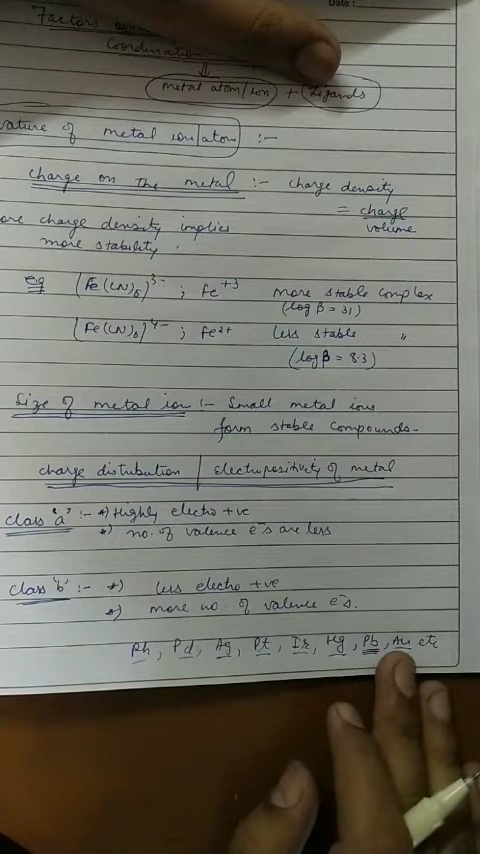 Date :
Factors
Coordination
⇓
metal atom/ion + Ligands
nature of metal ion/atom :-
charge on the metal :- charge density
= charge/volume
ore charge density implies
more stability.
eg [Fe(CN)₆]³⁻ ; Fe⁺³ more stable complex
(log β = 31)
[Fe(CN)₆]⁴⁻ ; Fe²⁺ less stable "
(log β = 8.3)
Size of metal ion :- Small metal ions
form stable compounds.
charge distribution | electropositivity of metal
class 'a' :- *) Highly electro +ve
*) no. of valence e⁻s are less
class 'b' :- *) less electro +ve
*) more no. of valence e⁻s.
Rh, Pd, Ag, Pt, Ir, Hg, Pb, Au etc